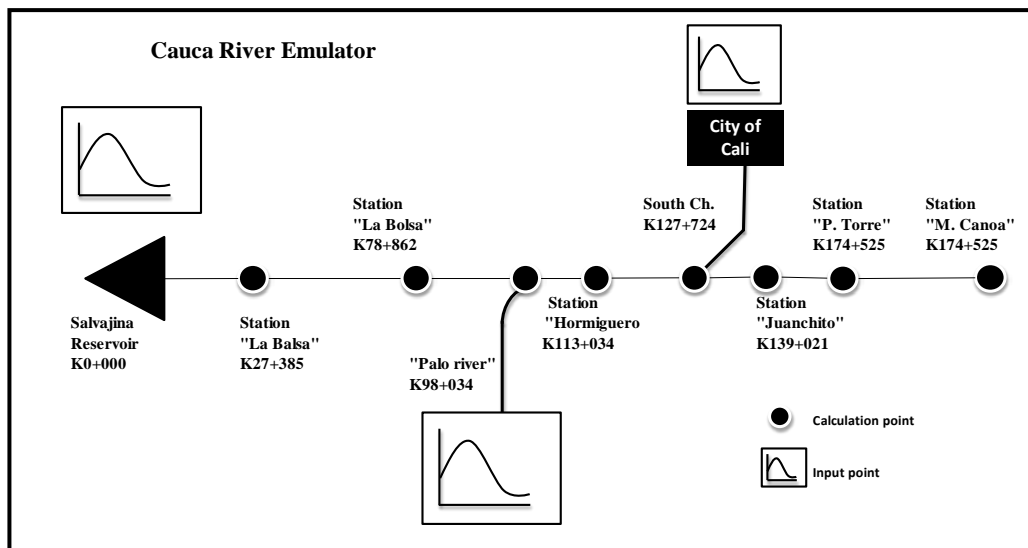 Cauca River Emulator
City of
Cali
Station
"La Bolsa"
K78+862
South Ch.
K127+724
Station
"P. Torre"
K174+525
Station
"M. Canoa"
K174+525
Salvajina
Reservoir
K0+000
Station
"La Balsa"
K27+385
"Palo river"
K98+034
Station
"Hormiguero
K113+034
Station
"Juanchito"
K139+021
Calculation point
Input point